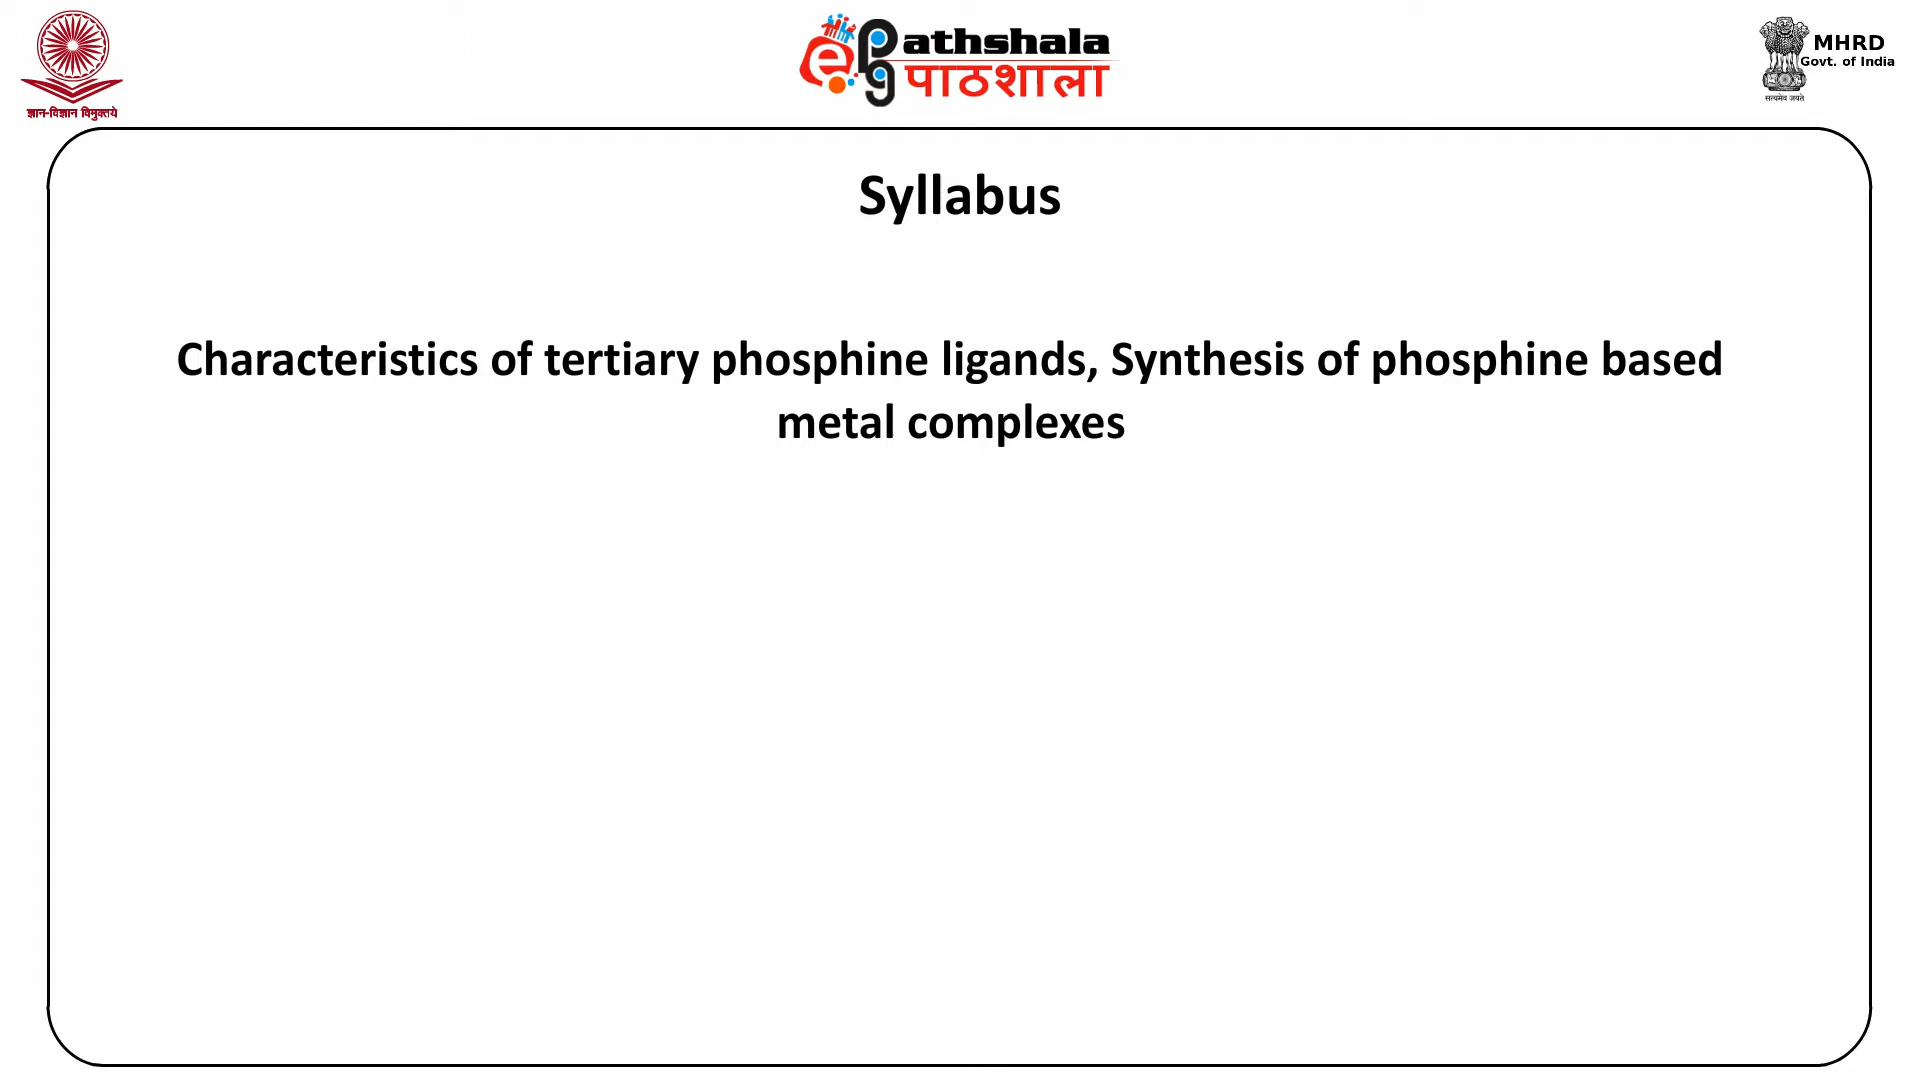 ज्ञान-विज्ञान विमुक्तये
e pg athshala
पाठशाला
MHRD
Govt. of India
सत्यमेव जयते
Syllabus
Characteristics of tertiary phosphine ligands, Synthesis of phosphine based
metal complexes